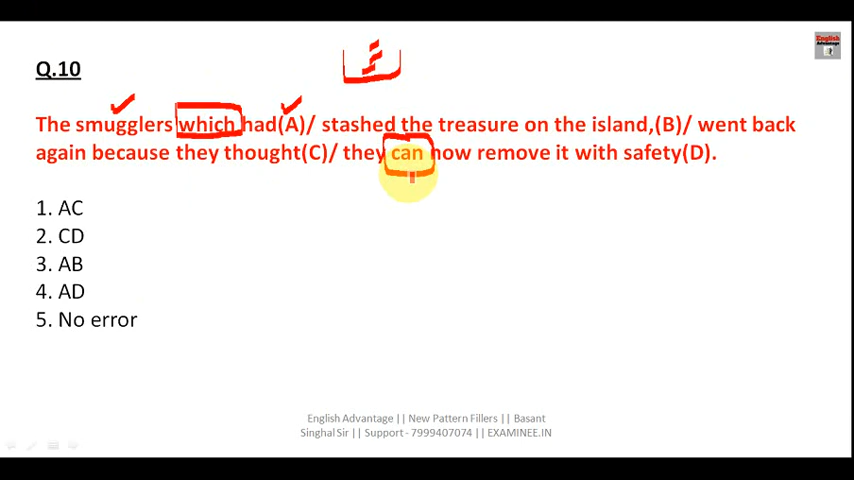 English
Advantage
Q.10
The smugglers which had(A)/ stashed the treasure on the island,(B)/ went back
again because they thought(C)/ they can now remove it with safety(D).
1. AC
2. CD
3. AB
4. AD
5. No error
English Advantage || New Pattern Fillers || Basant
Singhal Sir || Support - 7999407074 || EXAMINEE.IN